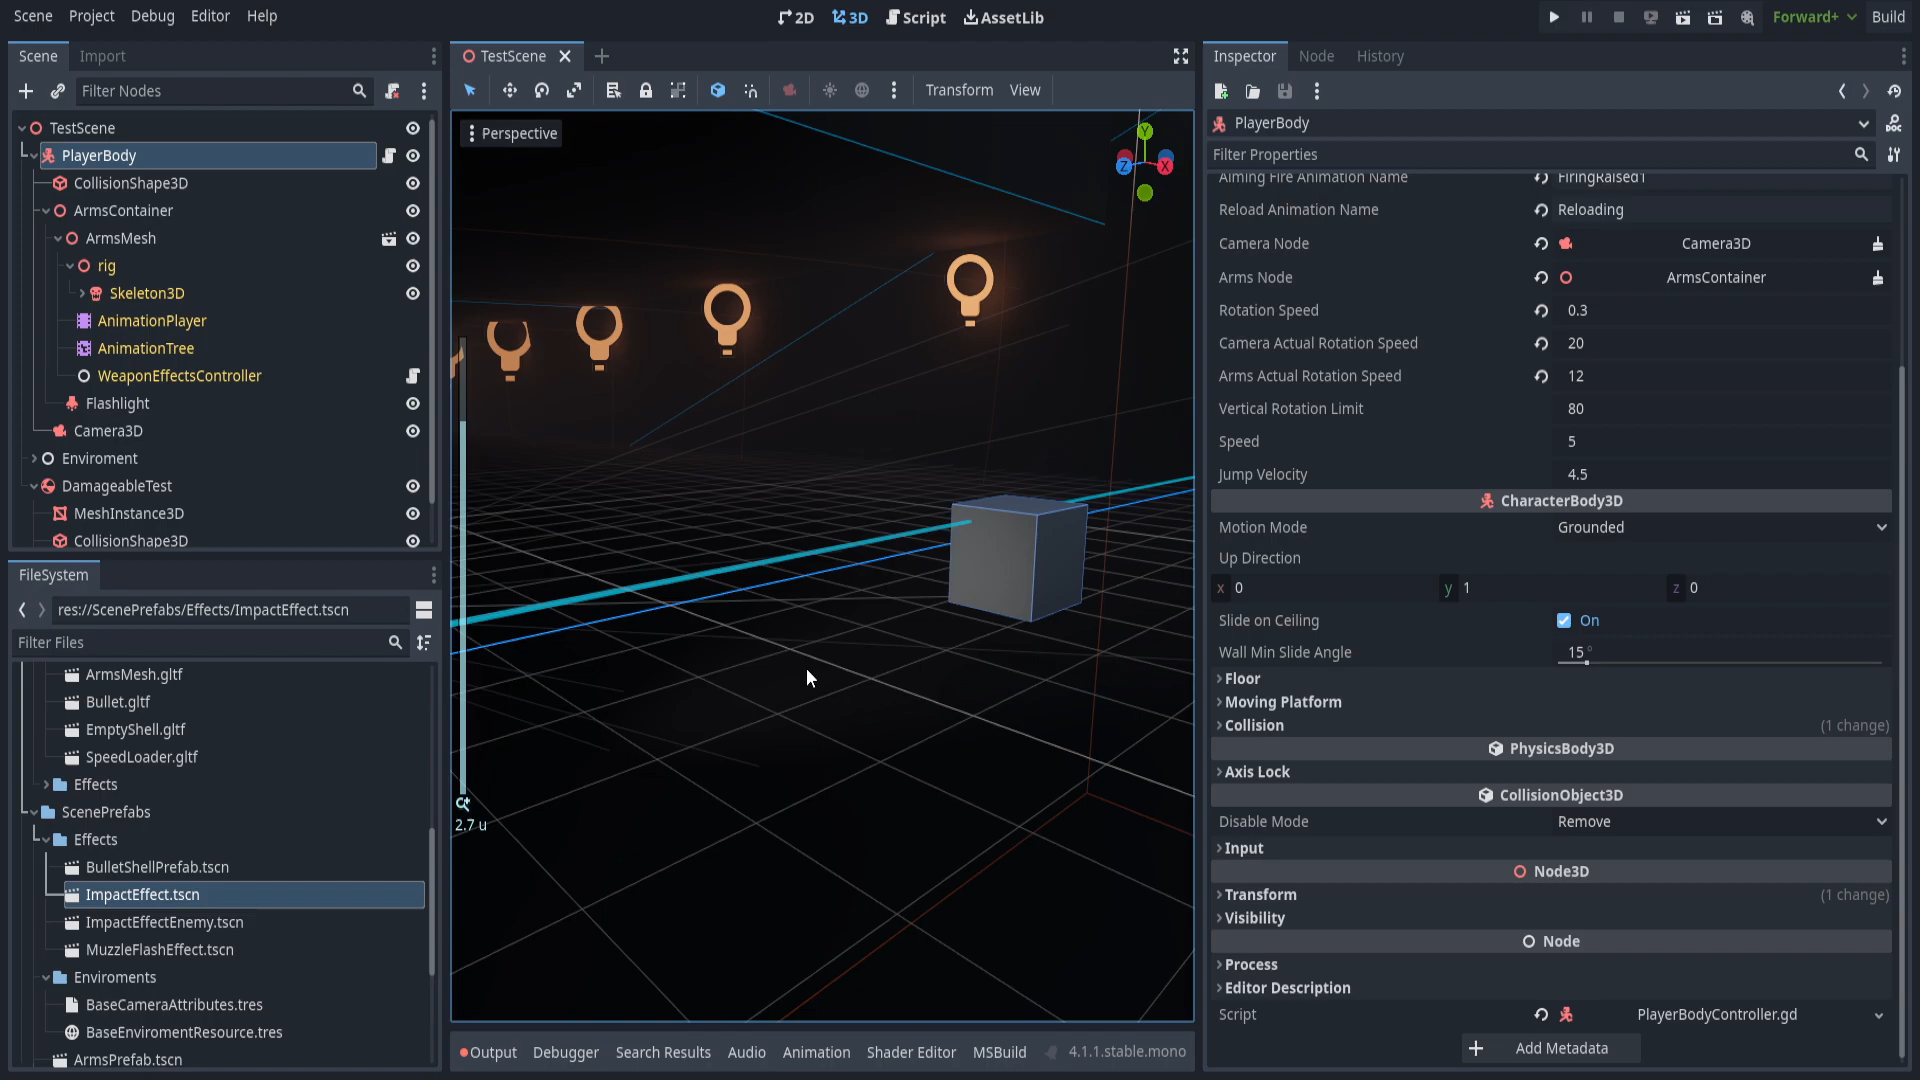 Scene Project Debug Editor Help
2D 3D Script AssetLib
Forward+ Build
Scene Import
Filter Nodes
TestScene
PlayerBody
CollisionShape3D
ArmsContainer
ArmsMesh
rig
Skeleton3D
AnimationPlayer
AnimationTree
WeaponEffectsController
Flashlight
Camera3D
Enviroment
DamageableTest
MeshInstance3D
CollisionShape3D
FileSystem
res://ScenePrefabs/Effects/ImpactEffect.tscn
Filter Files
ArmsMesh.gltf
Bullet.gltf
EmptyShell.gltf
SpeedLoader.gltf
Effects
ScenePrefabs
Effects
BulletShellPrefab.tscn
ImpactEffect.tscn
ImpactEffectEnemy.tscn
MuzzleFlashEffect.tscn
Enviroments
BaseCameraAttributes.tres
BaseEnviromentResource.tres
ArmsPrefab.tscn
TestScene
Transform View
Perspective
Y
Z X
2.7 u
Output Debugger Search Results Audio Animation Shader Editor MSBuild 4.1.1.stable.mono
Inspector Node History
PlayerBody
Filter Properties
Aiming Fire Animation Name FiringRaised1
Reload Animation Name Reloading
Camera Node Camera3D
Arms Node ArmsContainer
Rotation Speed 0.3
Camera Actual Rotation Speed 20
Arms Actual Rotation Speed 12
Vertical Rotation Limit 80
Speed 5
Jump Velocity 4.5
CharacterBody3D
Motion Mode Grounded
Up Direction
x 0 y 1 z 0
Slide on Ceiling On
Wall Min Slide Angle 15 °
Floor
Moving Platform
Collision (1 change)
PhysicsBody3D
Axis Lock
CollisionObject3D
Disable Mode Remove
Input
Node3D
Transform (1 change)
Visibility
Node
Process
Editor Description
Script PlayerBodyController.gd
Add Metadata